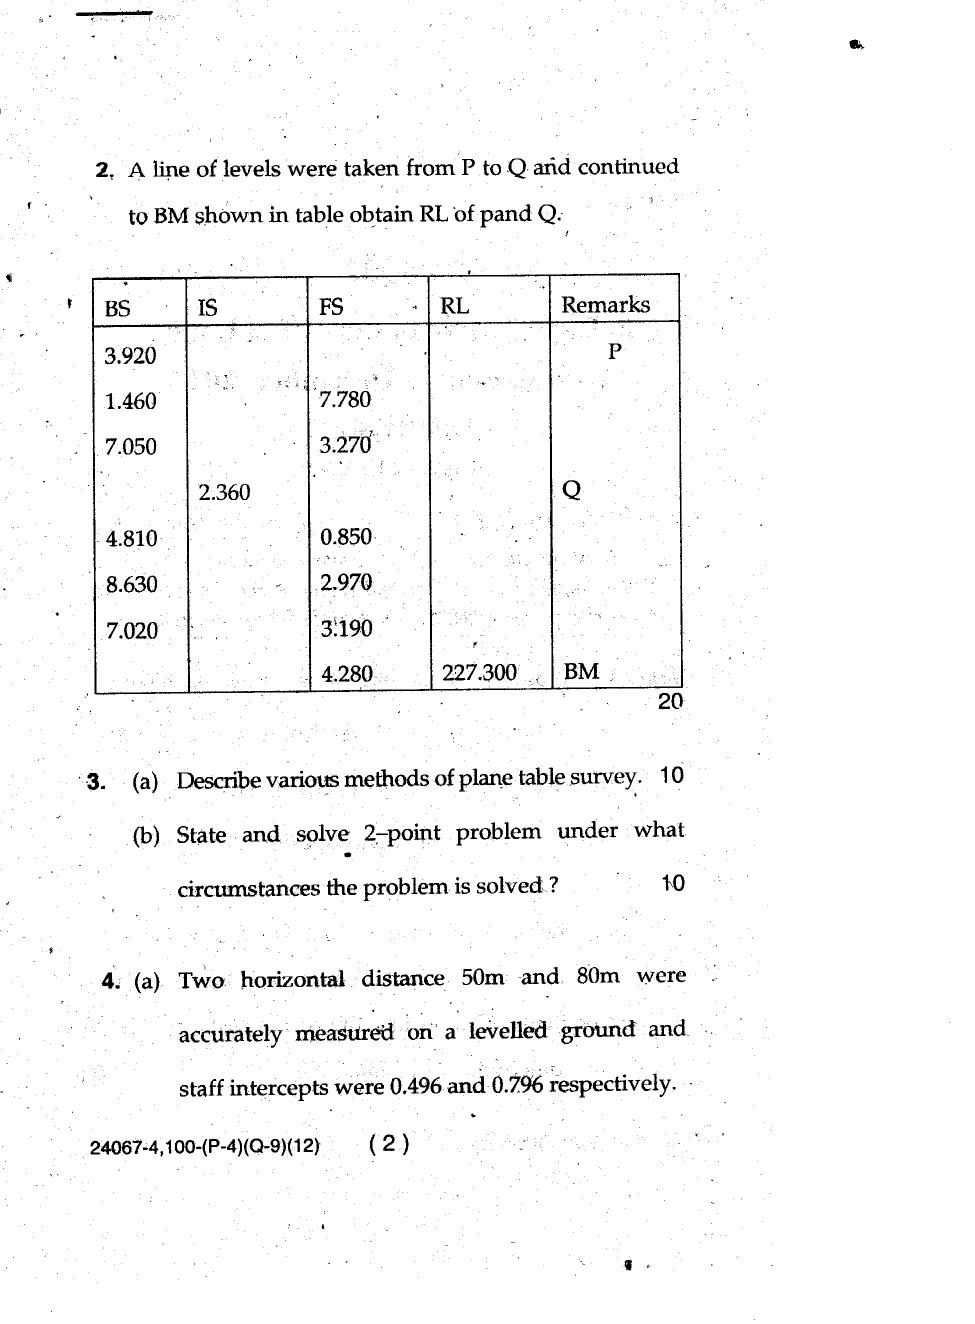 2. A line of levels were taken from P to Q and continued
to BM shown in table obtain RL of pand Q.
BS IS FS RL Remarks
3.920 P
1.460 7.780
7.050 3.270
2.360 Q
4.810 0.850
8.630 2.970
7.020 3.190
4.280 227.300 BM
20
3. (a) Describe various methods of plane table survey. 10
(b) State and solve 2-point problem under what
circumstances the problem is solved ? 10
4. (a) Two horizontal distance 50m and 80m were
accurately measured on a levelled ground and
staff intercepts were 0.496 and 0.796 respectively.
24067-4,100-(P-4)(Q-9)(12) ( 2 )